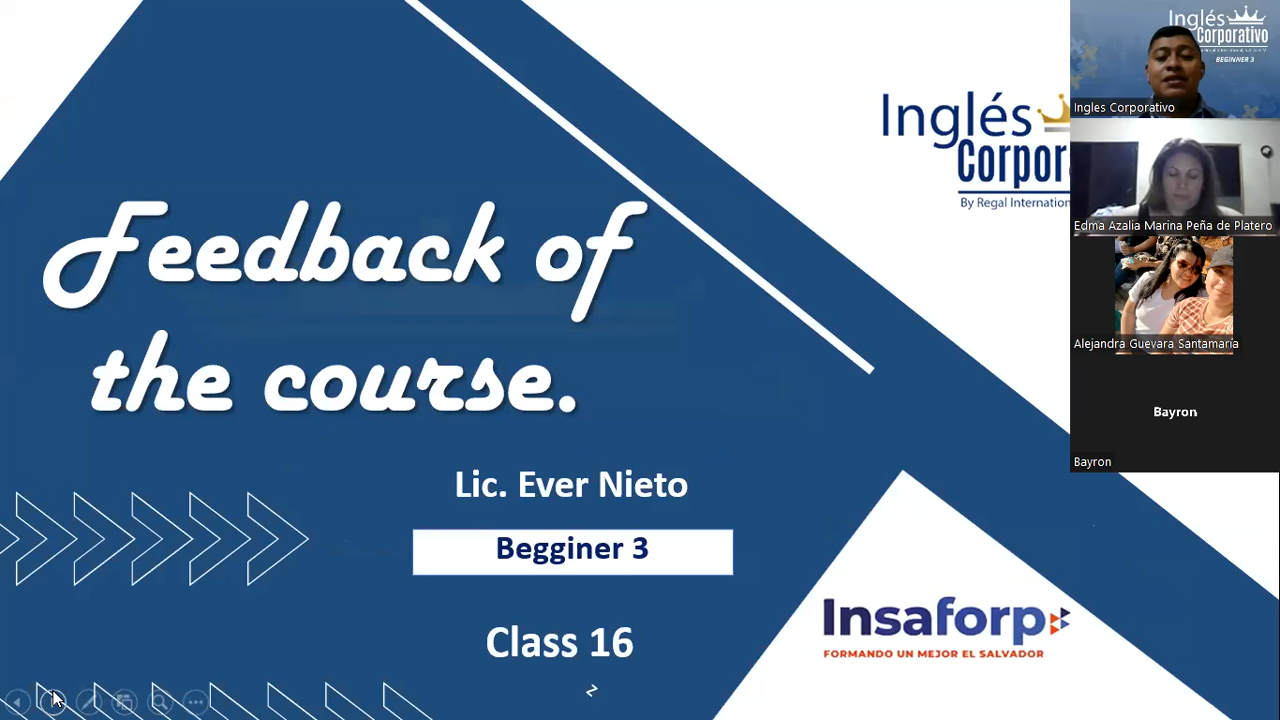 Feedback of
the course.
Lic. Ever Nieto
Begginer 3
Class 16
z
Inglés
Corpor
By Regal Internation
Insaforp
FORMANDO UN MEJOR EL SALVADOR
Inglés
Corporativo
BEGINNER 3
Ingles Corporativo
Edma Azalia Marina Peña de Platero
Alejandra Guevara Santamaría
Bayron
Bayron